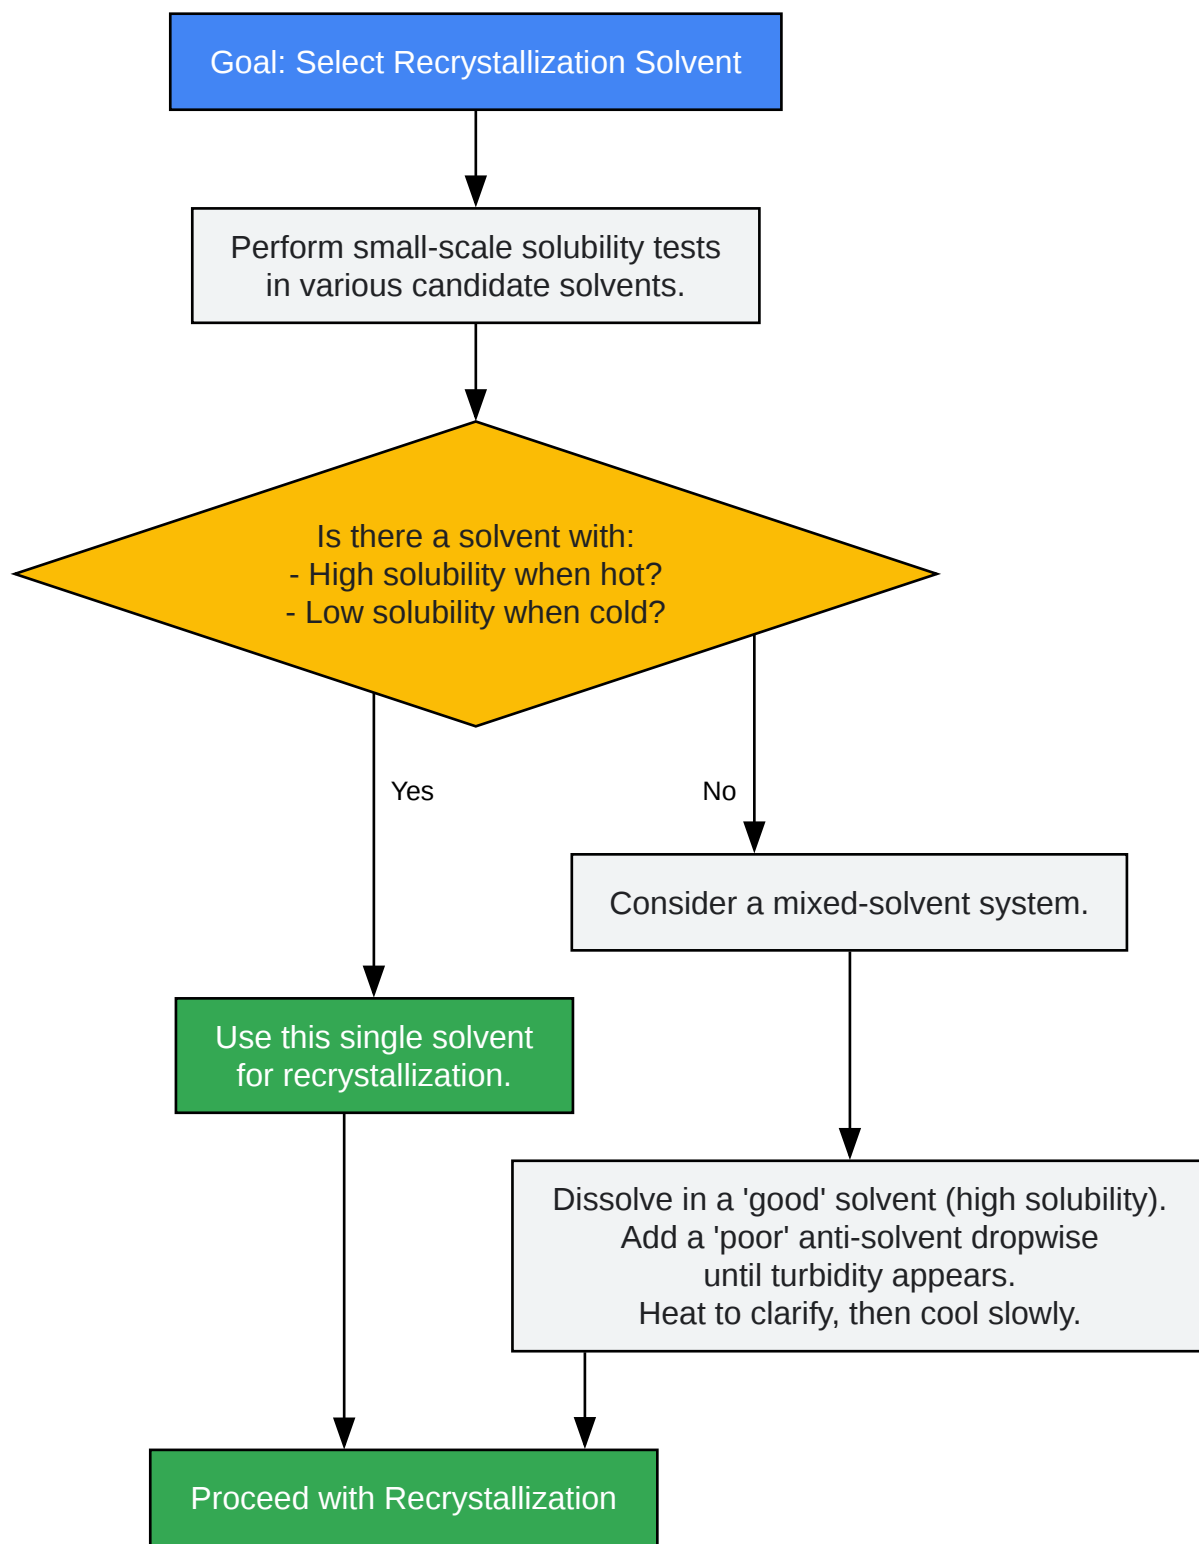 Goal: Select Recrystallization Solvent
Perform small-scale solubility tests
in various candidate solvents.
Is there a solvent with:
- High solubility when hot?
- Low solubility when cold?
Yes
No
Consider a mixed-solvent system.
Use this single solvent
for recrystallization.
Dissolve in a 'good' solvent (high solubility).
Add a 'poor' anti-solvent dropwise
until turbidity appears.
Heat to clarify, then cool slowly.
Proceed with Recrystallization